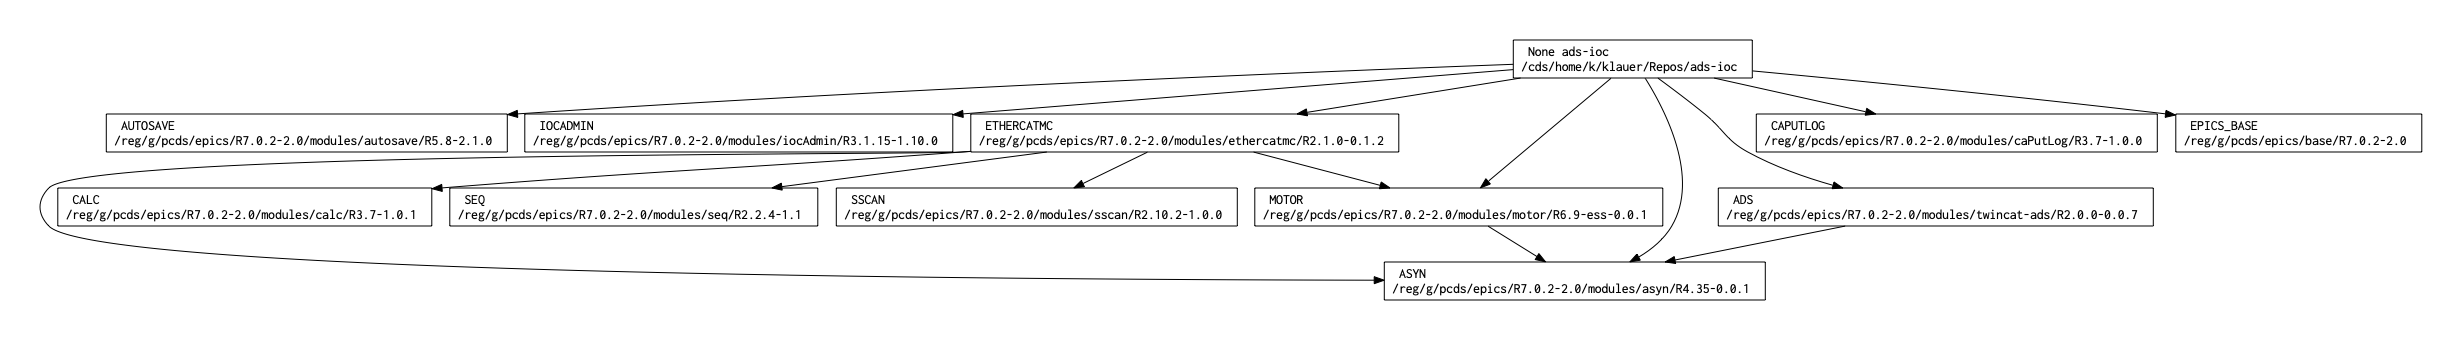 None ads-ioc
/cds/home/k/klauer/Repos/ads-ioc
AUTOSAVE
/reg/g/pcds/epics/R7.0.2-2.0/modules/autosave/R5.8-2.1.0
IOCADMIN
/reg/g/pcds/epics/R7.0.2-2.0/modules/iocAdmin/R3.1.15-1.10.0
ETHERCATMC
/reg/g/pcds/epics/R7.0.2-2.0/modules/ethercatmc/R2.1.0-0.1.2
CAPUTLOG
/reg/g/pcds/epics/R7.0.2-2.0/modules/caPutLog/R3.7-1.0.0
EPICS_BASE
/reg/g/pcds/epics/base/R7.0.2-2.0
CALC
/reg/g/pcds/epics/R7.0.2-2.0/modules/calc/R3.7-1.0.1
SEQ
/reg/g/pcds/epics/R7.0.2-2.0/modules/seq/R2.2.4-1.1
SSCAN
/reg/g/pcds/epics/R7.0.2-2.0/modules/sscan/R2.10.2-1.0.0
MOTOR
/reg/g/pcds/epics/R7.0.2-2.0/modules/motor/R6.9-ess-0.0.1
ADS
/reg/g/pcds/epics/R7.0.2-2.0/modules/twincat-ads/R2.0.0-0.0.7
ASYN
/reg/g/pcds/epics/R7.0.2-2.0/modules/asyn/R4.35-0.0.1